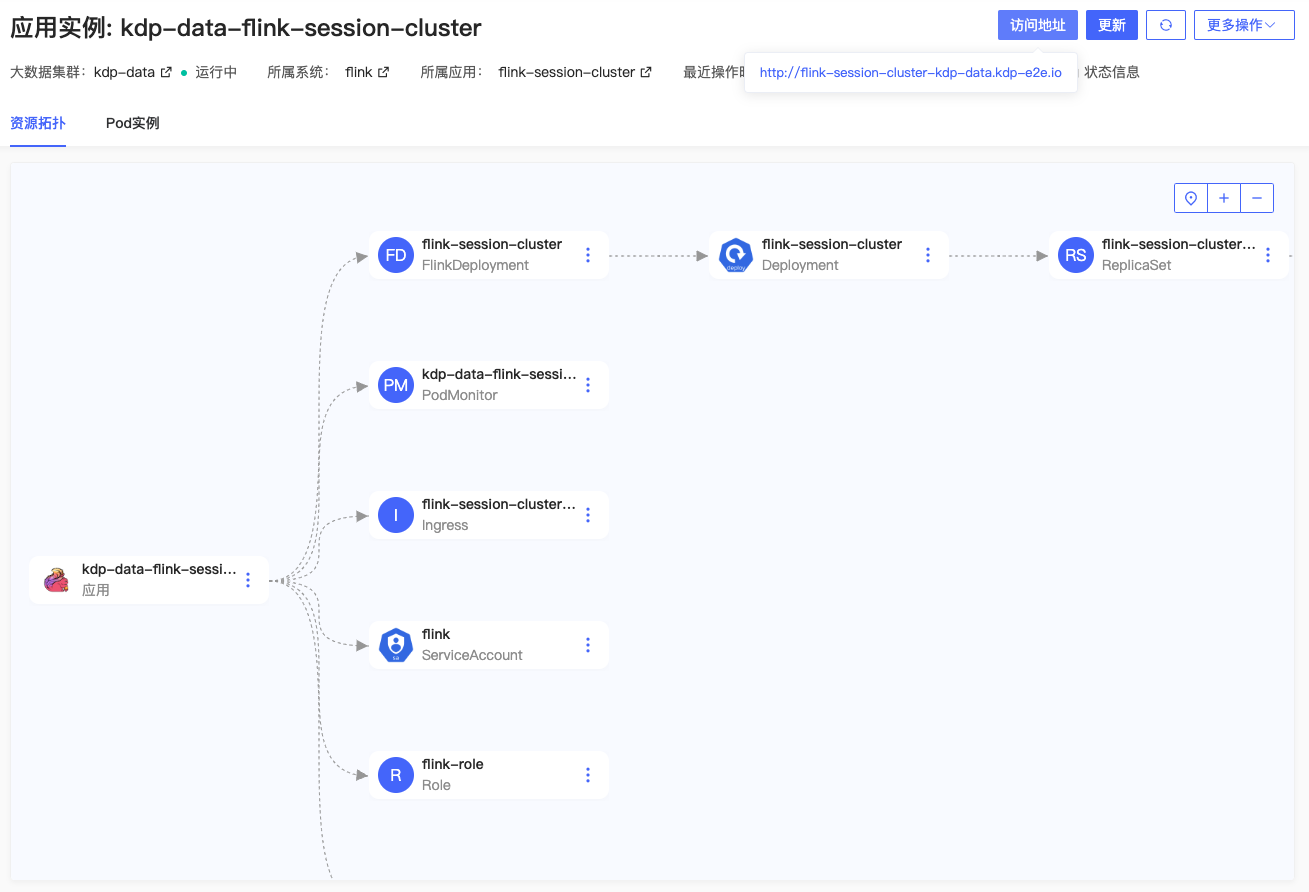 应用实例: kdp-data-flink-session-cluster
访问地址 更新 更多操作
大数据集群: kdp-data 运行中 所属系统: flink 所属应用: flink-session-cluster 最近操作 状态信息
http://flink-session-cluster-kdp-data.kdp-e2e.io
资源拓扑 Pod实例
FD flink-session-cluster
FlinkDeployment
deploy flink-session-cluster
Deployment
RS flink-session-cluster...
ReplicaSet
PM kdp-data-flink-sessi...
PodMonitor
I flink-session-cluster...
Ingress
kdp-data-flink-sessi...
应用
sa flink
ServiceAccount
R flink-role
Role